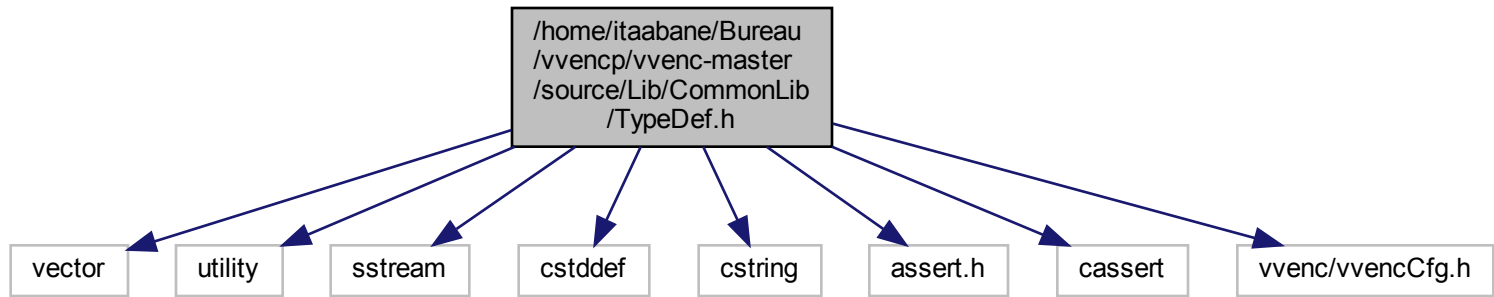 /home/itaabane/Bureau
/vvencp/vvenc-master
/source/Lib/CommonLib
/TypeDef.h
vector
utility
sstream
cstddef
cstring
assert.h
cassert
vvenc/vvencCfg.h